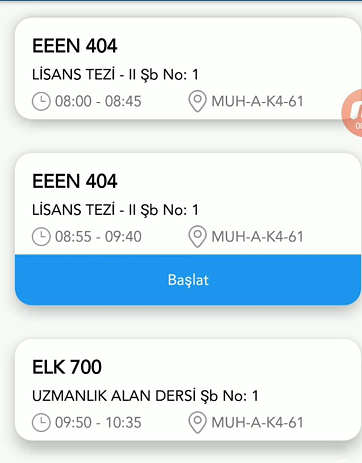 EEEN 404
LİSANS TEZİ - II Şb No: 1
08:00 - 08:45 MUH-A-K4-61
EEEN 404
LİSANS TEZİ - II Şb No: 1
08:55 - 09:40 MUH-A-K4-61
Başlat
ELK 700
UZMANLIK ALAN DERSİ Şb No: 1
09:50 - 10:35 MUH-A-K4-61